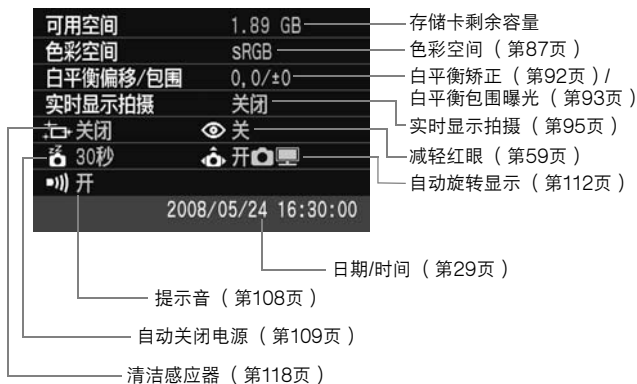 可用空间 1.89 GB
存储卡剩余容量
色彩空间 sRGB
色彩空间（第87页）
白平衡偏移/包围 0,0/±0
白平衡矫正（第92页）/
白平衡包围曝光（第93页）
实时显示拍摄 关闭
实时显示拍摄（第95页）
关闭 关
减轻红眼（第59页）
30秒 开
自动旋转显示（第112页）
开
2008/05/24 16:30:00
日期/时间（第29页）
提示音（第108页）
自动关闭电源（第109页）
清洁感应器（第118页）